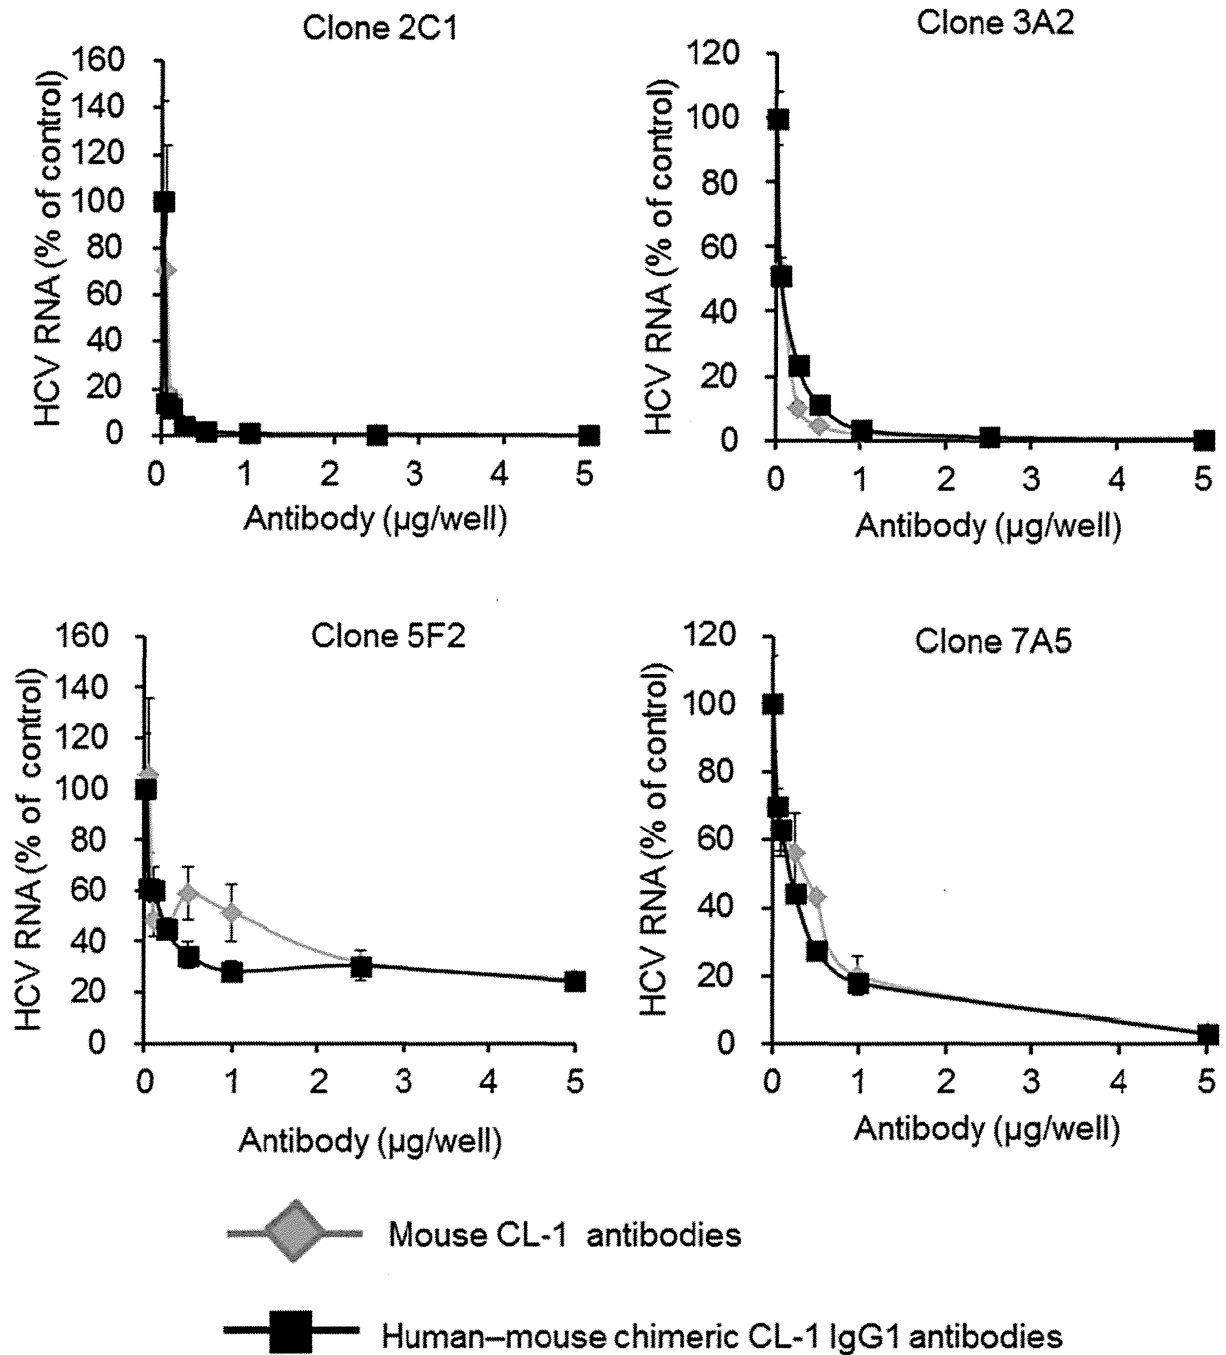 Clone 2C1
160
140
120
100
80
60
40
20
0
HCV RNA (% of control)
0 1 2 3 4 5
Antibody (µg/well)
Clone 3A2
120
100
80
60
40
20
0
HCV RNA (% of control)
0 1 2 3 4 5
Antibody (µg/well)
Clone 5F2
160
140
120
100
80
60
40
20
0
HCV RNA (% of control)
0 1 2 3 4 5
Antibody (µg/well)
Clone 7A5
120
100
80
60
40
20
0
HCV RNA (% of control)
0 1 2 3 4 5
Antibody (µg/well)
Mouse CL-1 antibodies
Human–mouse chimeric CL-1 IgG1 antibodies